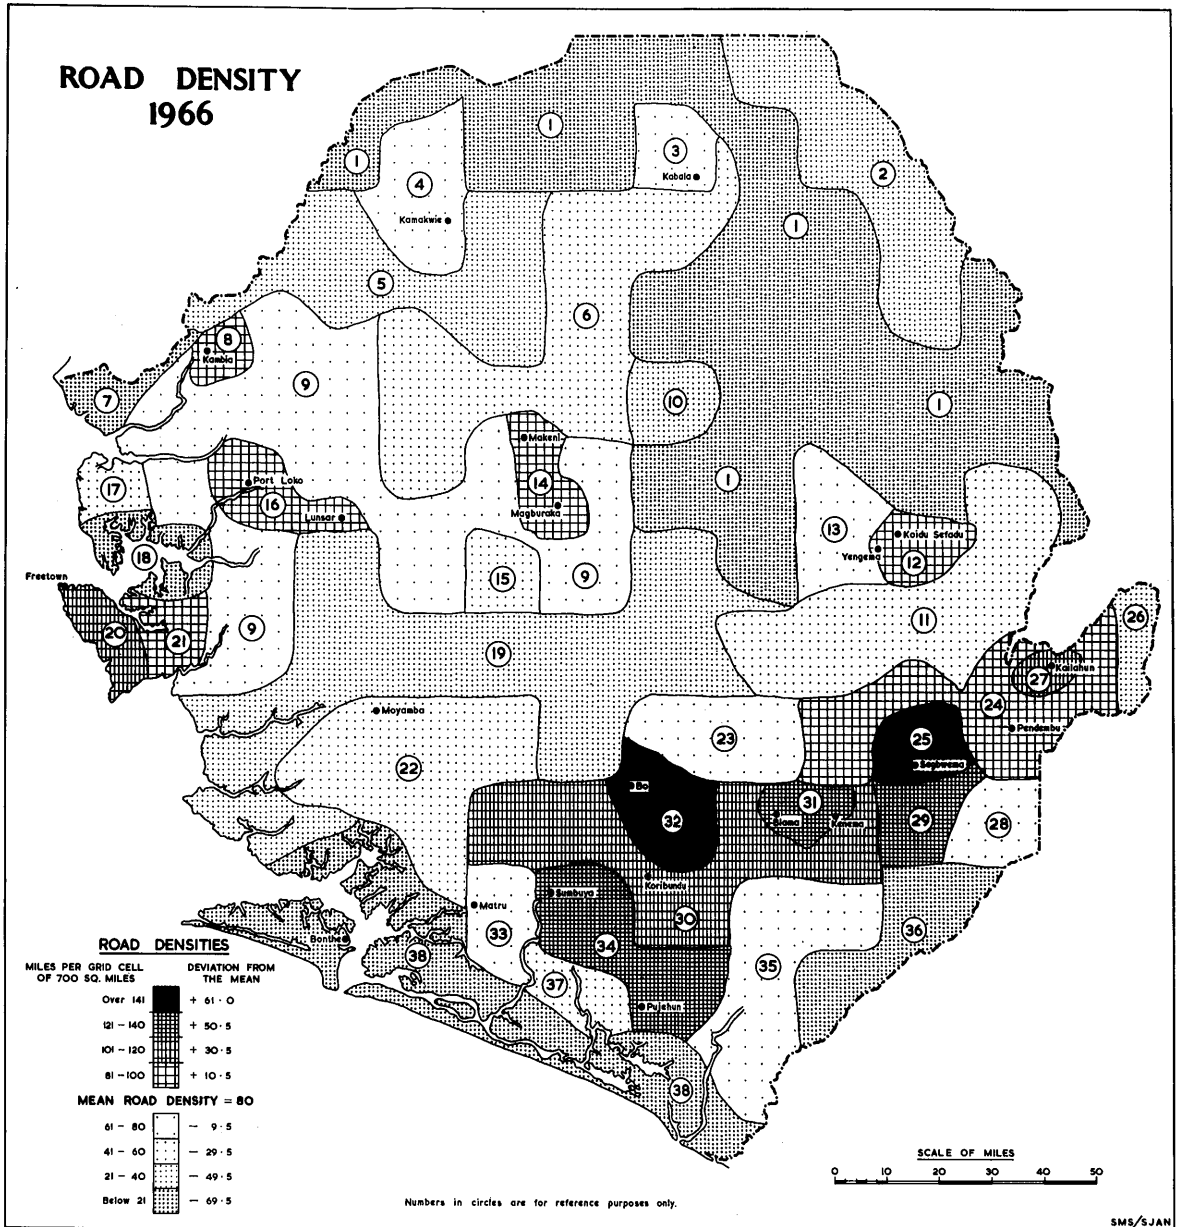 ROAD DENSITY
1966
1
1
3
Kabala
2
4
Kamakwie
1
5
6
8
Kambia
7
9
10
1
Makeni
1
17
Port Loko
16
Lunsar
14
Magburaka
13
Koidu Sefadu
Yengema
12
18
Freetown
15
9
20
21
9
11
26
19
27
Kailahun
24
Pendembu
Moyamba
23
25
Segbwema
22
Bo
32
31
Blama
Kenema
29
28
Koribundu
Sumbuya
Matru
30
33
34
36
Bonthe
38
35
37
Pujehun
38
ROAD DENSITIES
MILES PER GRID CELL OF 700 SQ. MILES
DEVIATION FROM THE MEAN
Over 141 + 61·0
121 – 140 + 50·5
101 – 120 + 30·5
81 – 100 + 10·5
MEAN ROAD DENSITY = 80
61 – 80 – 9·5
41 – 60 – 29·5
21 – 40 – 49·5
Below 21 – 69·5
Numbers in circles are for reference purposes only.
SCALE OF MILES
0 10 20 30 40 50
SMS/SJAN